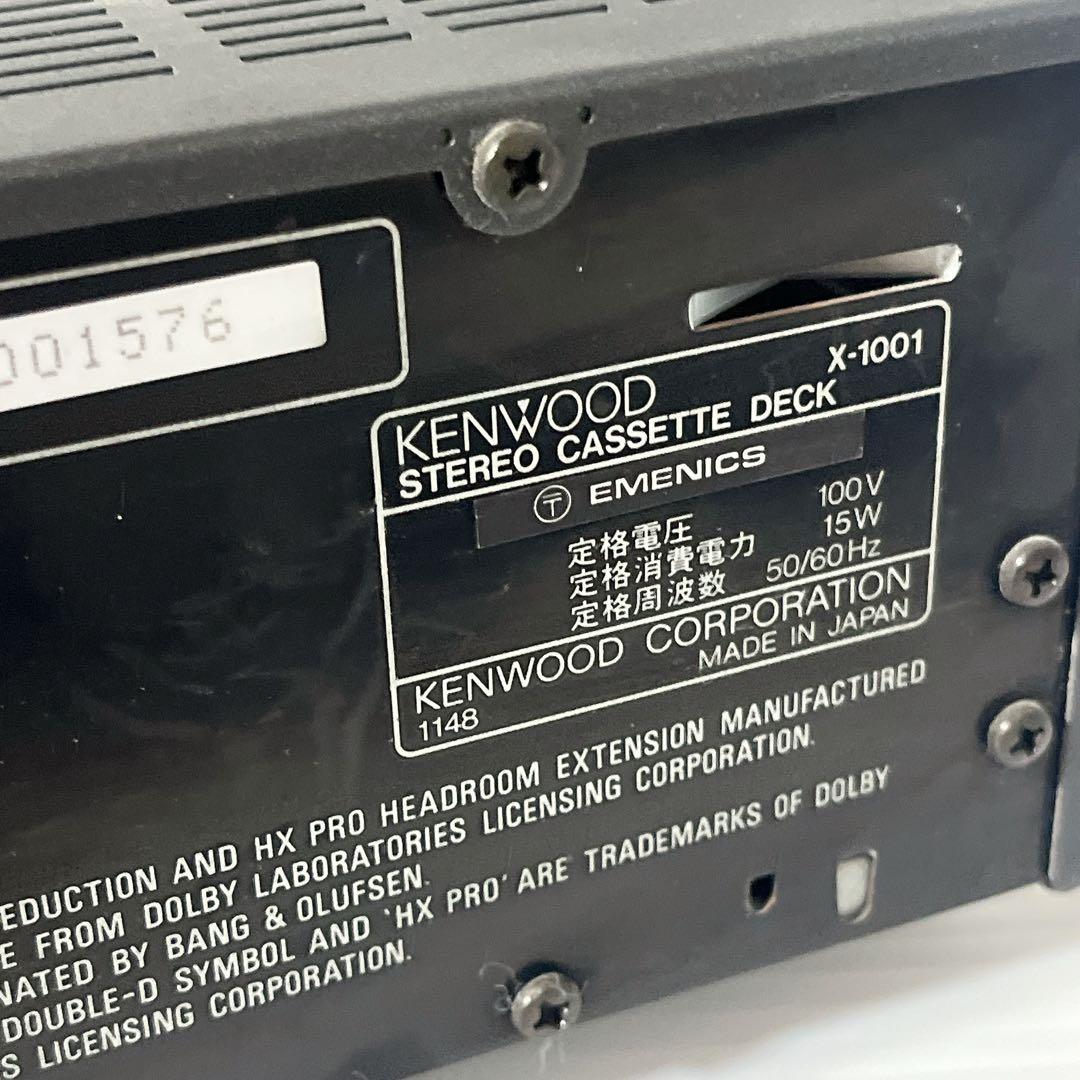 001576
KENWOOD X-1001
STEREO CASSETTE DECK
〒 EMENICS
定格電圧 100V
定格消費電力 15W
定格周波数 50/60Hz
KENWOOD CORPORATION
1148 MADE IN JAPAN
EDUCTION AND HX PRO HEADROOM EXTENSION MANUFACTURED
E FROM DOLBY LABORATORIES LICENSING CORPORATION.
NATED BY BANG & OLUFSEN.
DOUBLE-D SYMBOL AND 'HX PRO' ARE TRADEMARKS OF DOLBY
S LICENSING CORPORATION.